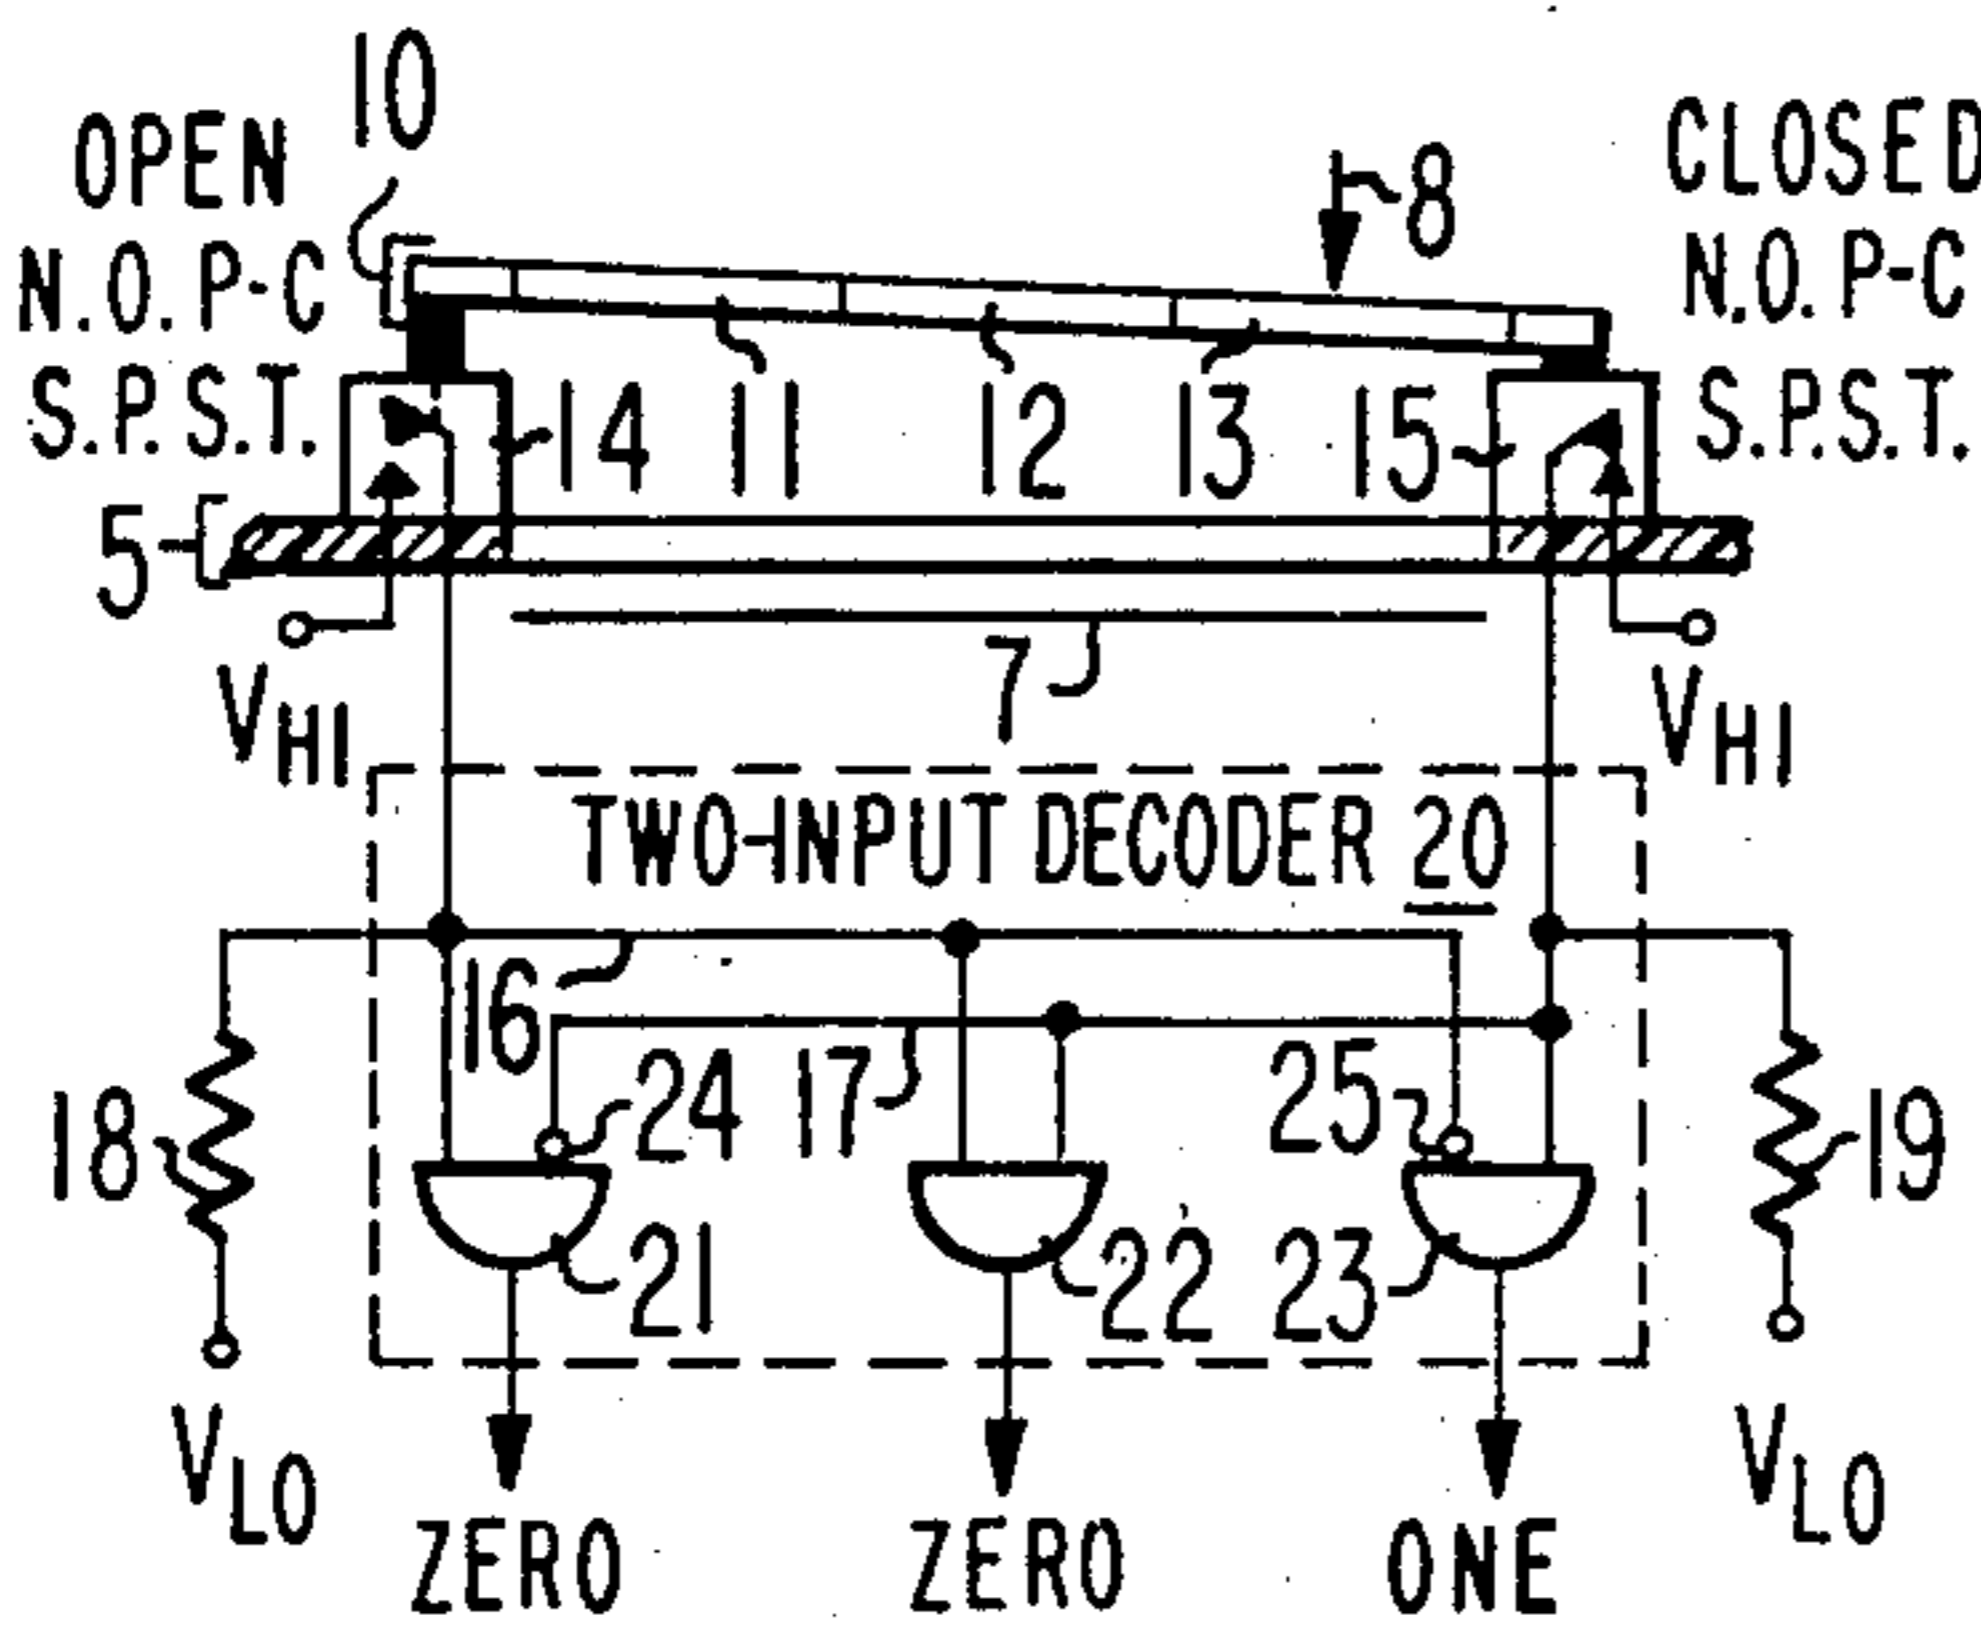 10
OPEN
N.O. P-C
S.P.S.T.
8
CLOSED
N.O. P-C
S.P.S.T.
14
11
12
13
15
5
7
VHI
VHI
TWO-INPUT DECODER 20
16
24
17
25
18
19
21
22
23
VLO
VLO
ZERO
ZERO
ONE